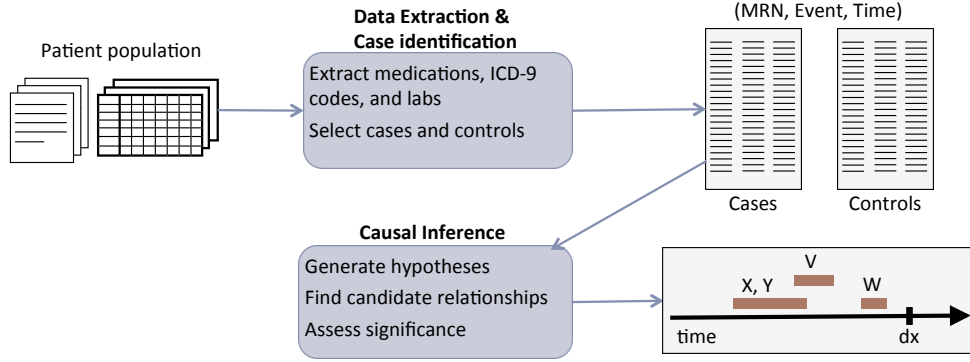 Patient population
Data Extraction &
Case identification
Extract medications, ICD-9
codes, and labs
Select cases and controls
(MRN, Event, Time)
Cases
Controls
Causal Inference
Generate hypotheses
Find candidate relationships
Assess significance
V
X, Y
W
time
dx